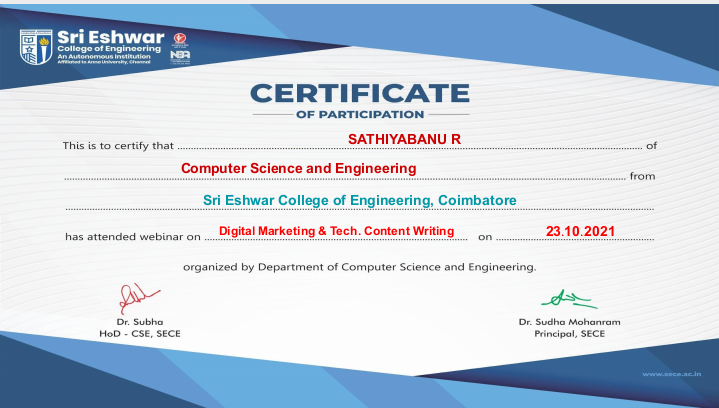 Sri Eshwar
College of Engineering
An Autonomous Institution
Affiliated to Anna University, Chennai
NBA
CERTIFICATE
OF PARTICIPATION
This is to certify that SATHIYABANU R of
Computer Science and Engineering from
Sri Eshwar College of Engineering, Coimbatore
has attended webinar on Digital Marketing & Tech. Content Writing on 23.10.2021
organized by Department of Computer Science and Engineering.
Dr. Subha
HoD - CSE, SECE
Dr. Sudha Mohanram
Principal, SECE
www.sece.ac.in